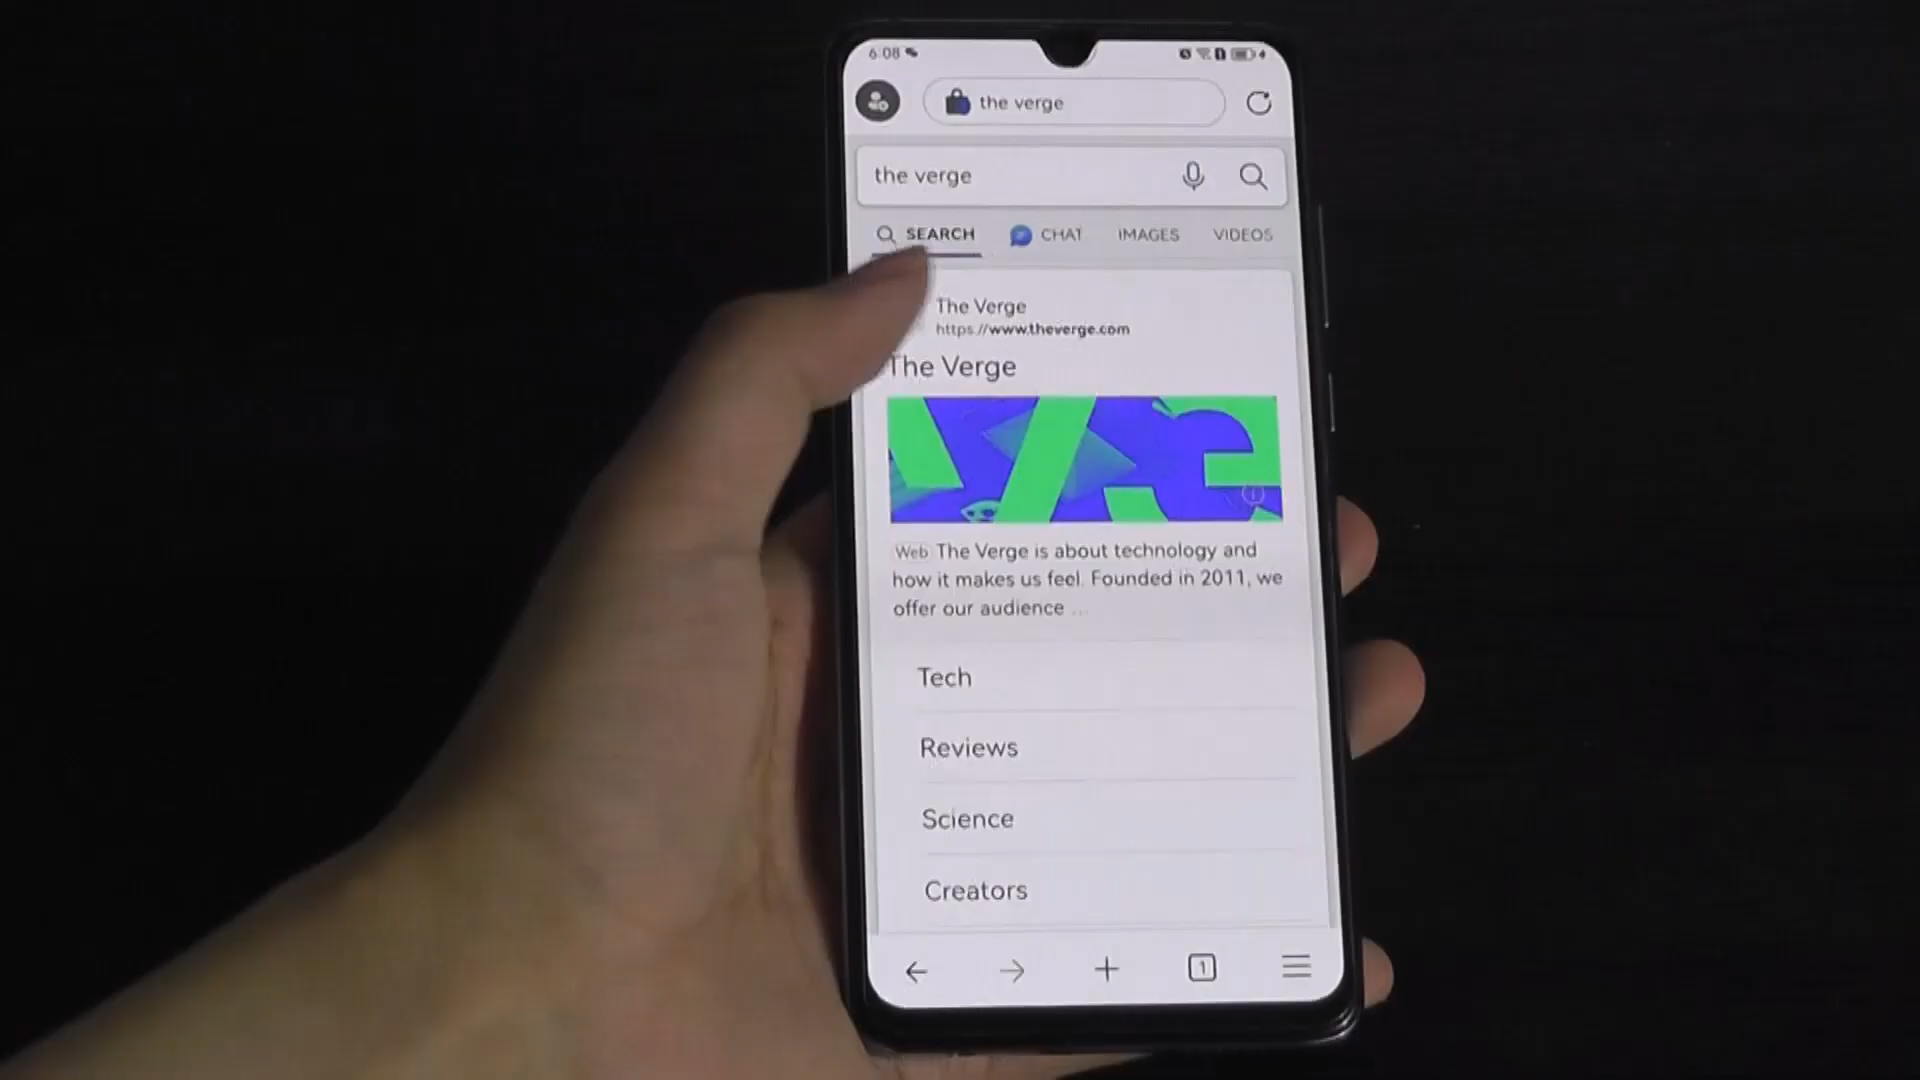 6:08
the verge
the verge
SEARCH CHAT IMAGES VIDEOS
The Verge
https://www.theverge.com
The Verge
Web The Verge is about technology and
how it makes us feel. Founded in 2011, we
offer our audience ...
Tech
Reviews
Science
Creators
1